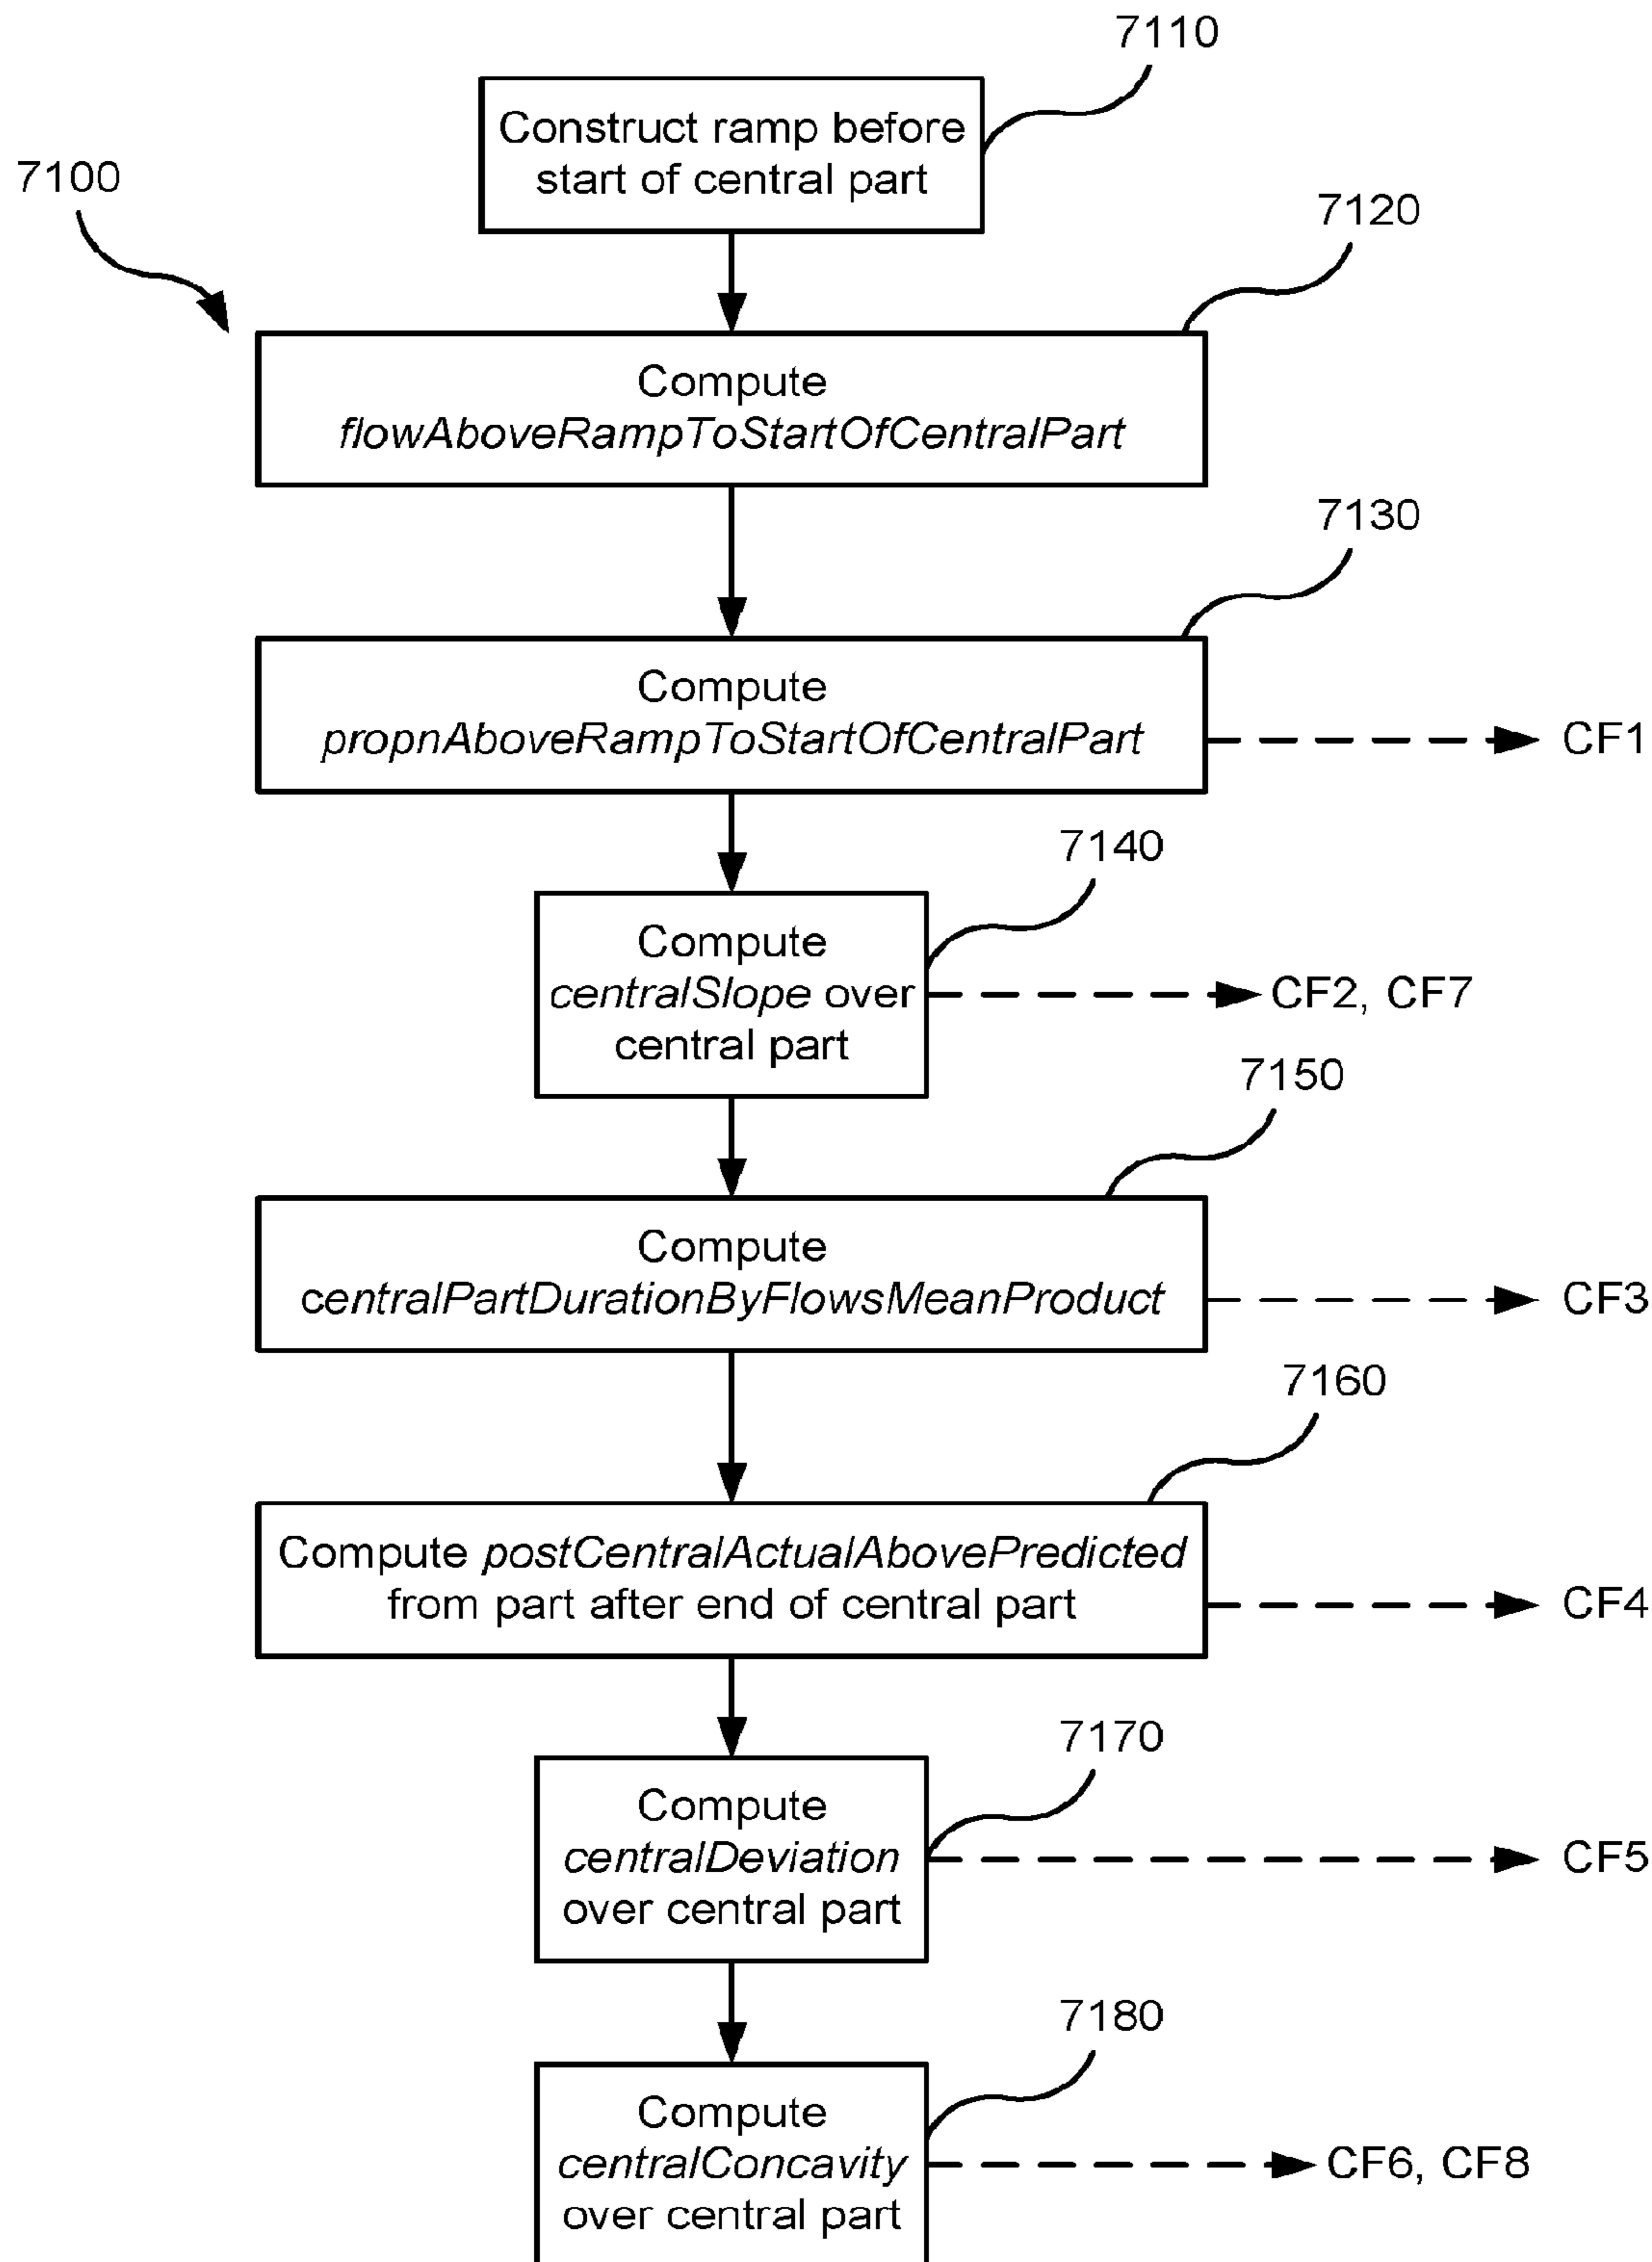 7110
Construct ramp before
start of central part
7100
7120
Compute
flowAboveRampToStartOfCentralPart
7130
Compute
propnAboveRampToStartOfCentralPart
CF1
7140
Compute
centralSlope over
central part
CF2, CF7
7150
Compute
centralPartDurationByFlowsMeanProduct
CF3
7160
Compute postCentralActualAbovePredicted
from part after end of central part
CF4
7170
Compute
centralDeviation
over central part
CF5
7180
Compute
centralConcavity
over central part
CF6, CF8